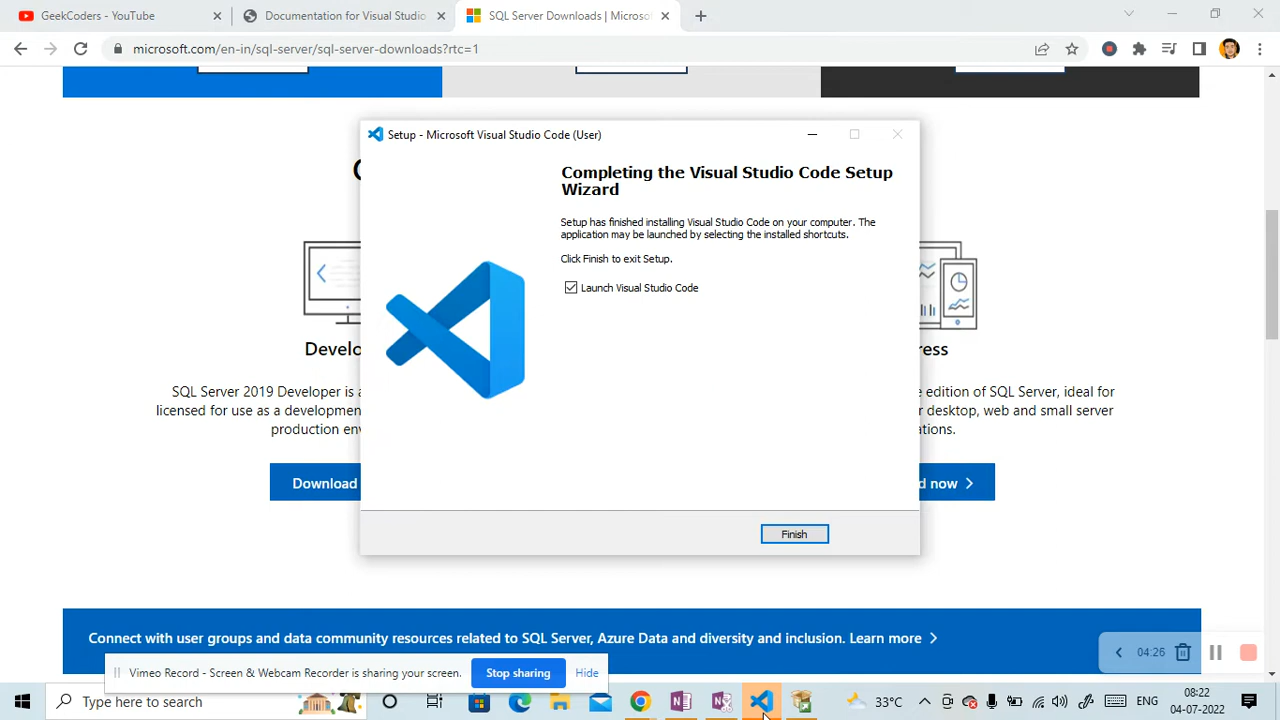 GeekCoders - YouTube
Documentation for Visual Studio
SQL Server Downloads | Microsof
microsoft.com/en-in/sql-server/sql-server-downloads?rtc=1
Setup - Microsoft Visual Studio Code (User)
Completing the Visual Studio Code Setup
Wizard
Setup has finished installing Visual Studio Code on your computer. The
application may be launched by selecting the installed shortcuts.
Click Finish to exit Setup.
Launch Visual Studio Code
Finish
Develo
ress
SQL Server 2019 Developer is
licensed for use as a development
production
edition of SQL Server, ideal for
desktop, web and small server
Download
now
Connect with user groups and data community resources related to SQL Server, Azure Data and diversity and inclusion. Learn more
Vimeo Record - Screen & Webcam Recorder is sharing your screen.
Stop sharing
Hide
04:26
Type here to search
33°C
ENG
08:22
04-07-2022